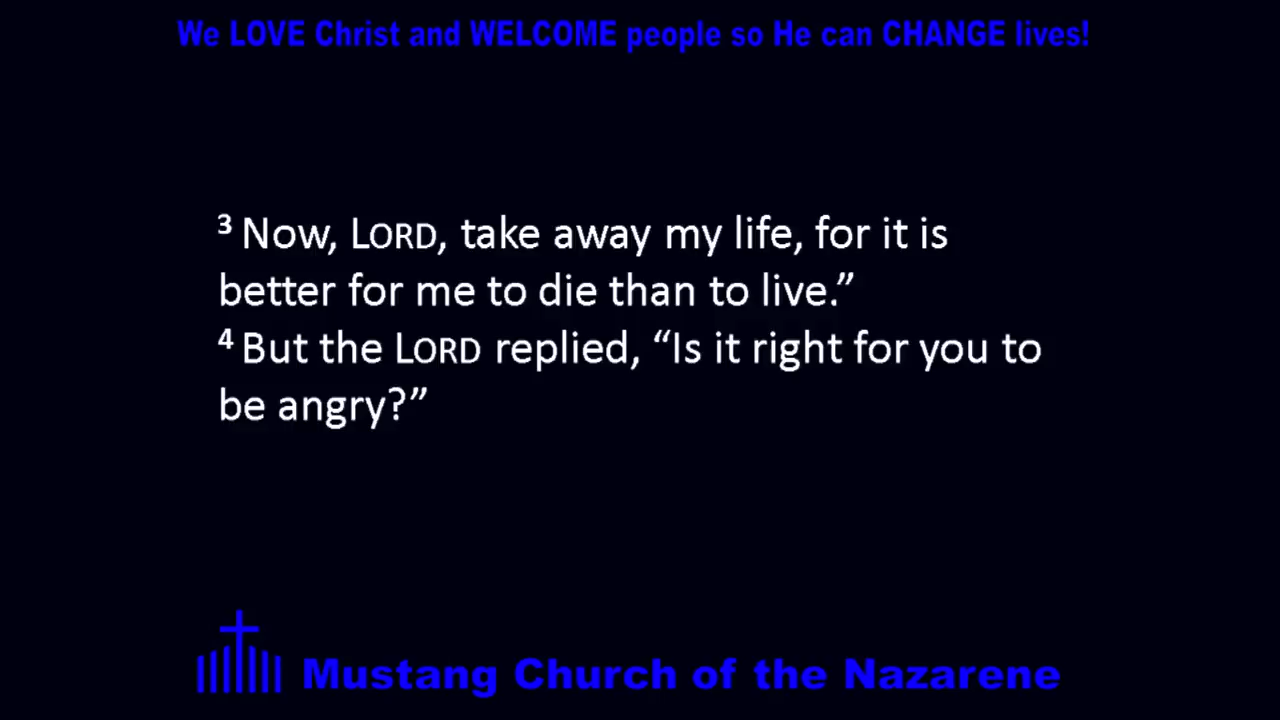 We LOVE Christ and WELCOME people so He can CHANGE lives!
3 Now, LORD, take away my life, for it is
better for me to die than to live.”
4 But the LORD replied, “Is it right for you to
be angry?”
Mustang Church of the Nazarene